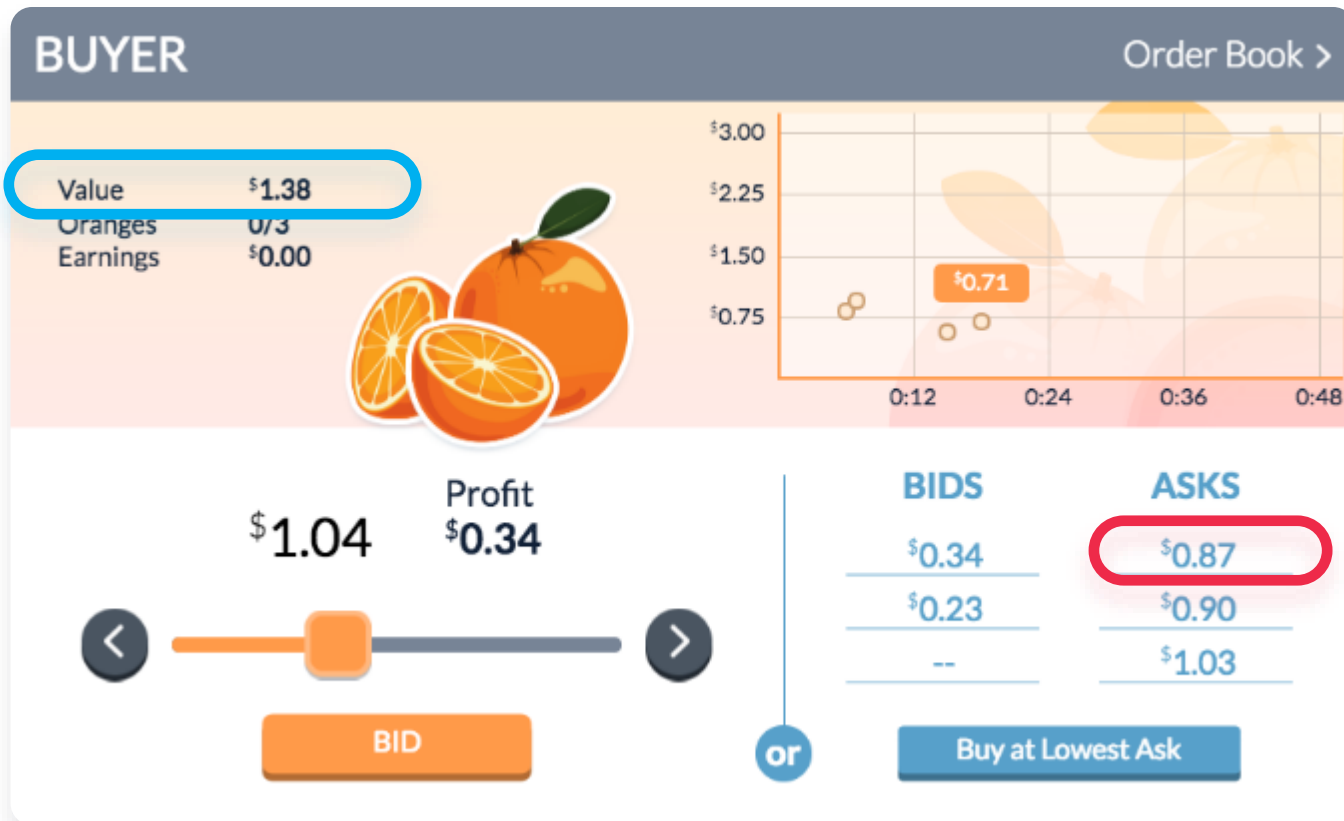 BUYER
Order Book >
Value $1.38
Oranges 0/3
Earnings $0.00
$3.00
$2.25
$1.50
$0.75
$0.71
0:12 0:24 0:36 0:48
$1.04
Profit
$0.34
BID
or
BIDS ASKS
$0.34 $0.87
$0.23 $0.90
-- $1.03
Buy at Lowest Ask